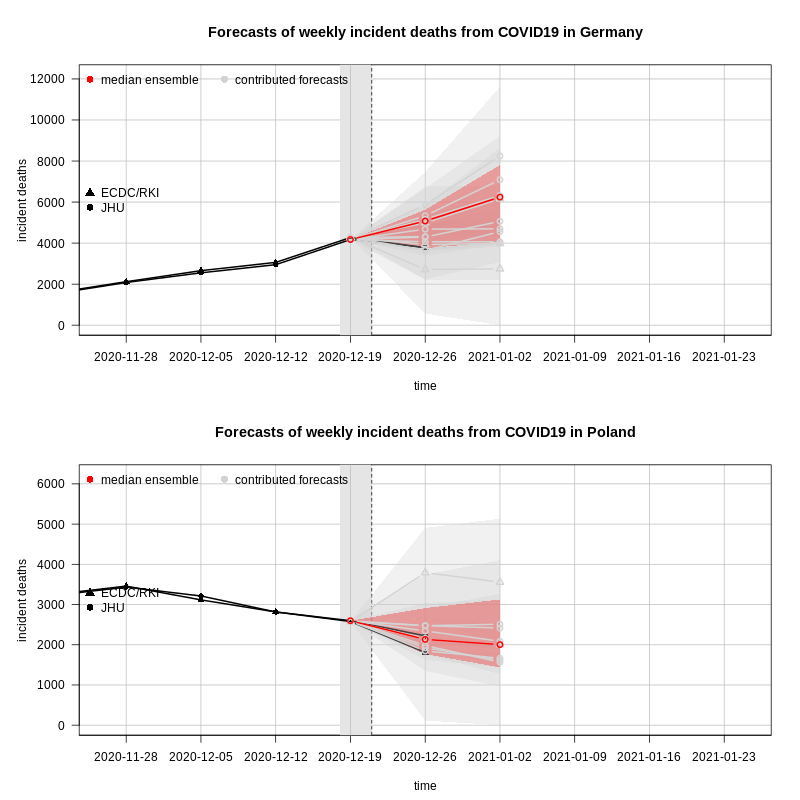 Forecasts of weekly incident deaths from COVID19 in Germany
12000
10000
8000
6000
4000
2000
0
incident deaths
median ensemble
contributed forecasts
ECDC/RKI
JHU
2020-11-28 2020-12-05 2020-12-12 2020-12-19 2020-12-26 2021-01-02 2021-01-09 2021-01-16 2021-01-23
time
Forecasts of weekly incident deaths from COVID19 in Poland
6000
5000
4000
3000
2000
1000
0
incident deaths
median ensemble
contributed forecasts
ECDC/RKI
JHU
2020-11-28 2020-12-05 2020-12-12 2020-12-19 2020-12-26 2021-01-02 2021-01-09 2021-01-16 2021-01-23
time